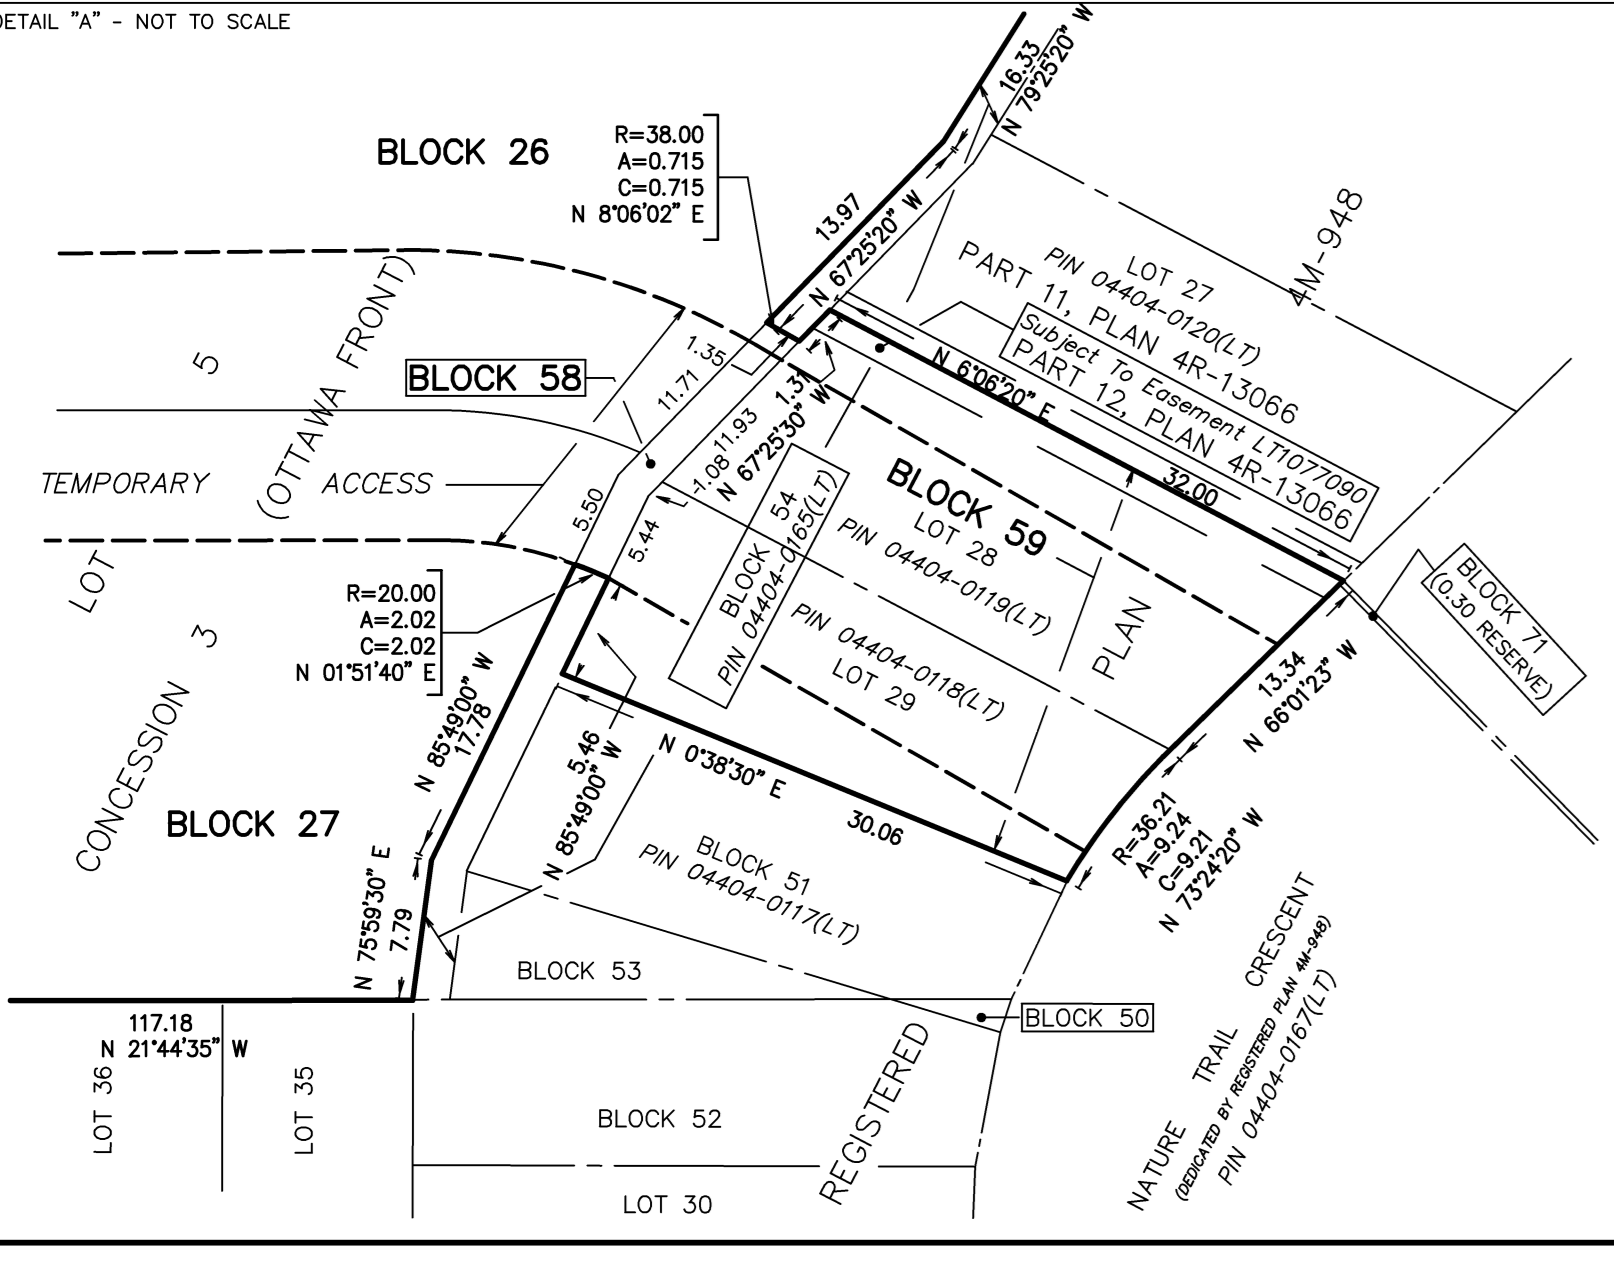 DETAIL "A" - NOT TO SCALE
16.33
N 79°25'20" W
BLOCK 26
R=38.00
A=0.715
C=0.715
N 8°06'02" E
13.97
N 67°25'20" W
4M-948
LOT 27
PIN 04404-0120(LT)
PART 11, PLAN 4R-13066
Subject To Easement LT1077090
PART 12, PLAN 4R-13066
N 6°06'20" E
32.00
5
(OTTAWA FRONT)
BLOCK 58
1.35
11.71
1.31
11.93
1.08
N 67°25'30" W
TEMPORARY ACCESS
5.50
5.44
BLOCK 54
PIN 04404-0165(LT)
BLOCK 59
LOT 28
PIN 04404-0119(LT)
PIN 04404-0118(LT)
LOT 29
PLAN
BLOCK 71
(0.30 RESERVE)
LOT
R=20.00
A=2.02
C=2.02
N 01°51'40" E
CONCESSION 3
N 85°49'00" W
17.78
5.46
N 85°49'00" W
N 0°38'30" E
30.06
13.34
N 66°01'23" W
R=36.21
A=9.24
C=9.21
N 73°24'20" W
BLOCK 27
N 75°59'30" E
7.79
BLOCK 51
PIN 04404-0117(LT)
BLOCK 53
BLOCK 50
117.18
N 21°44'35" W
LOT 36
LOT 35
BLOCK 52
LOT 30
REGISTERED
NATURE TRAIL CRESCENT
(DEDICATED BY REGISTERED PLAN 4M-948)
PIN 04404-0167(LT)